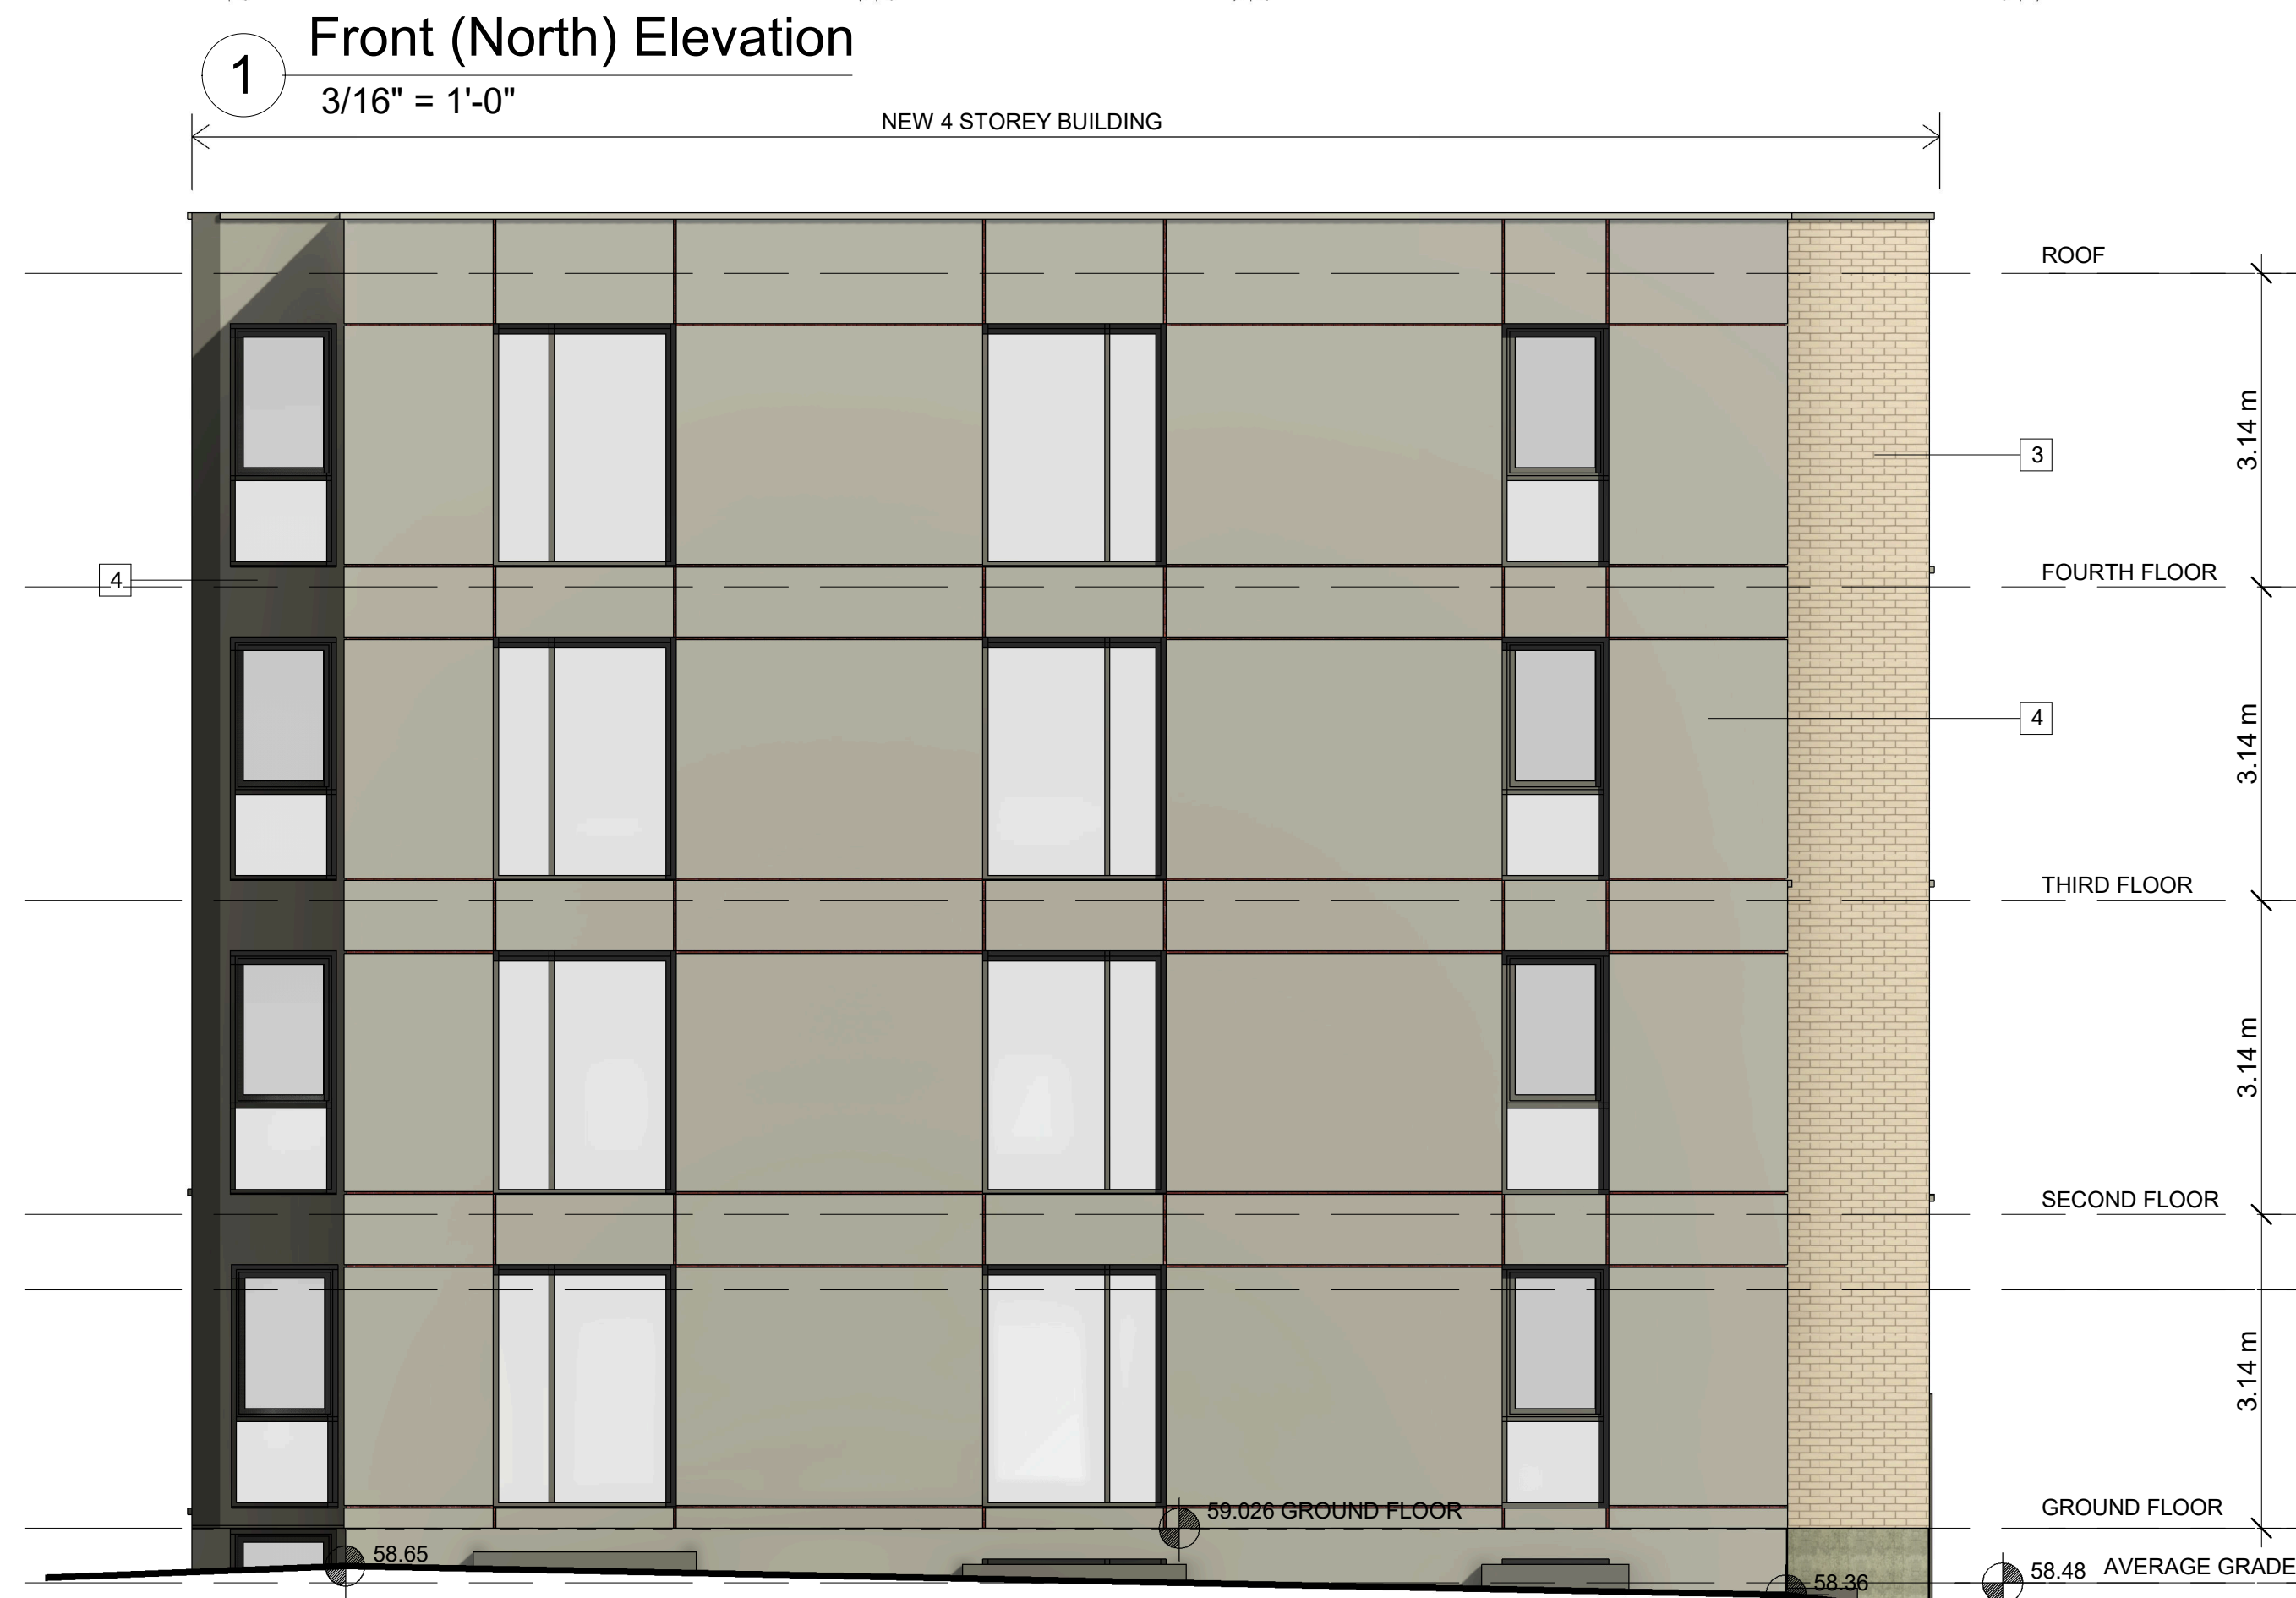 Front (North) Elevation
1
3/16" = 1'-0"
NEW 4 STOREY BUILDING
ROOF
3.14 m
3
4
FOURTH FLOOR
4
3.14 m
THIRD FLOOR
3.14 m
SECOND FLOOR
3.14 m
59.026 GROUND FLOOR
GROUND FLOOR
58.65
58.48 AVERAGE GRADE
58.36